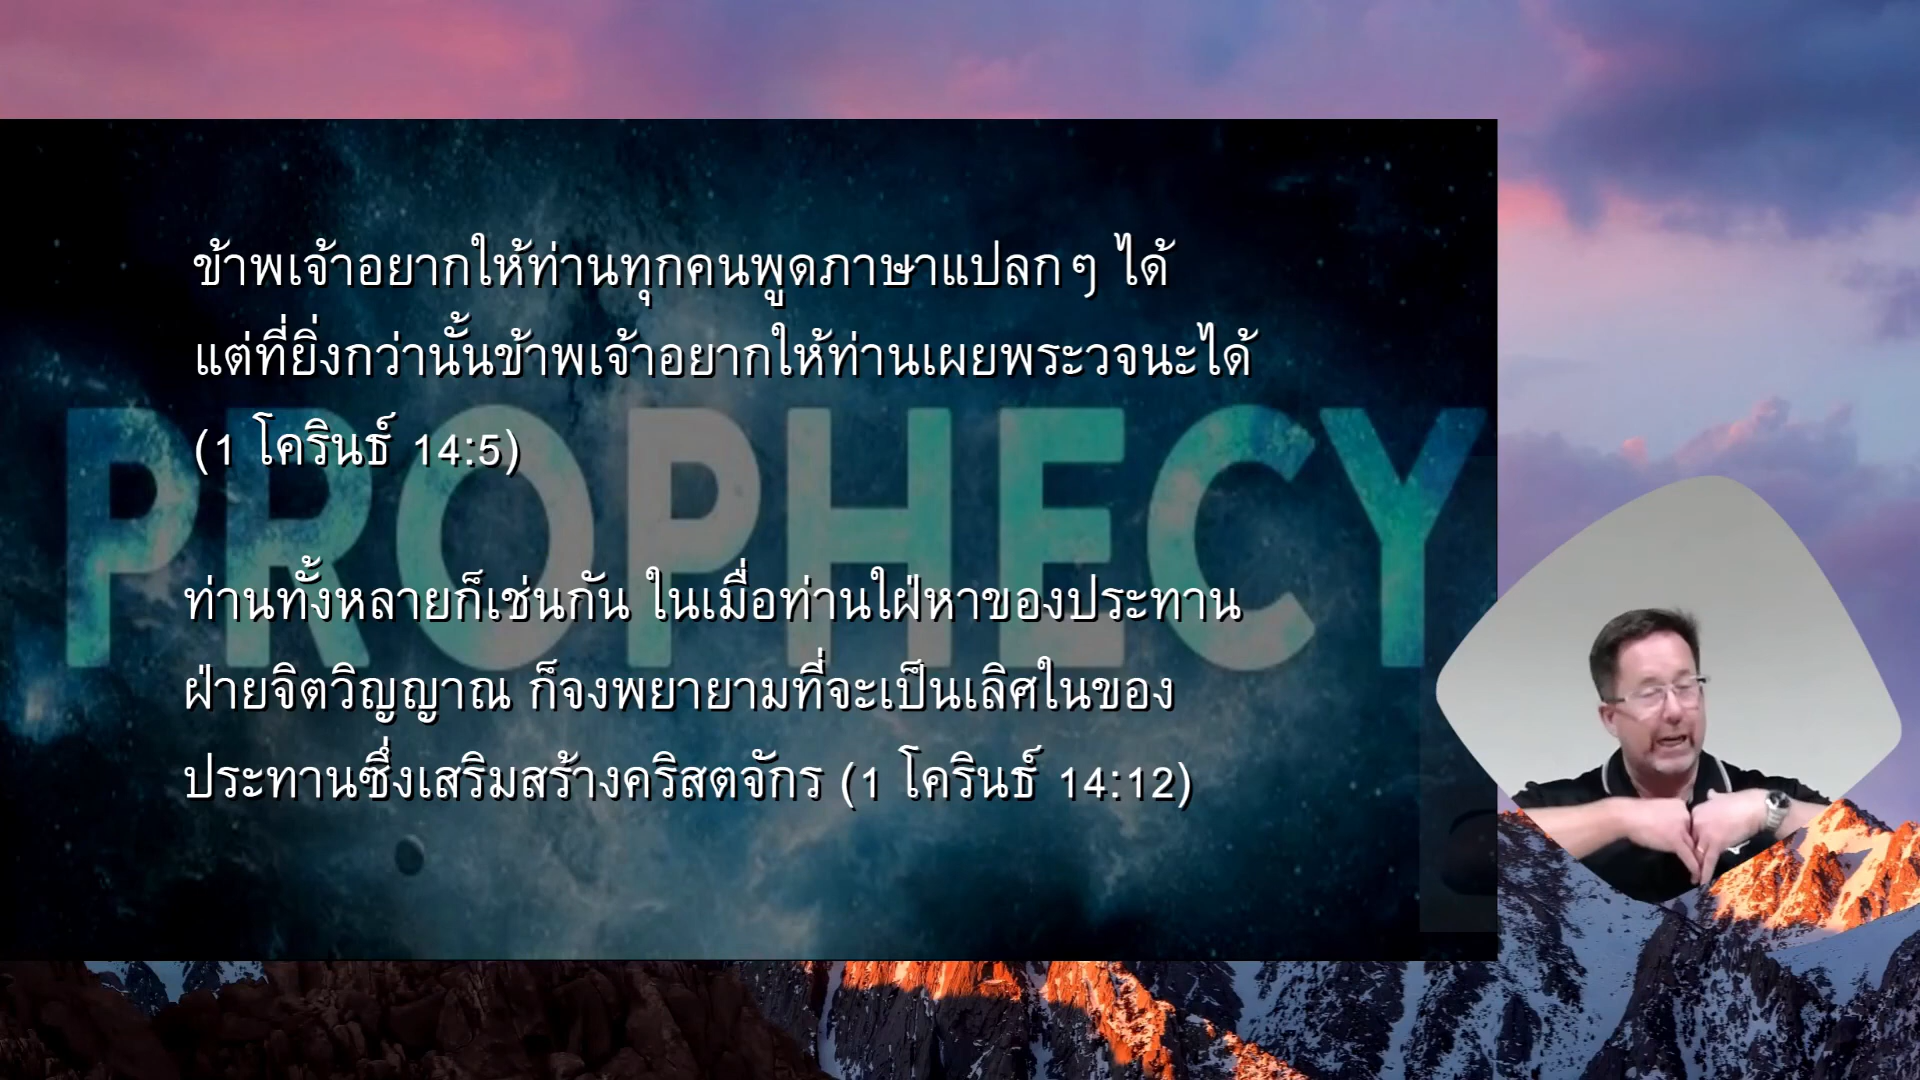 ข้าพเจ้าอยากให้ท่านทุกคนพูดภาษาแปลกๆ ได้
แต่ที่ยิ่งกว่านั้นข้าพเจ้าอยากให้ท่านเผยพระวจนะได้
(1 โครินธ์ 14:5)
PROPHECY
ท่านทั้งหลายก็เช่นกัน ในเมื่อท่านใฝ่หาของประทาน
ฝ่ายจิตวิญญาณ ก็จงพยายามที่จะเป็นเลิศในของ
ประทานซึ่งเสริมสร้างคริสตจักร (1 โครินธ์ 14:12)